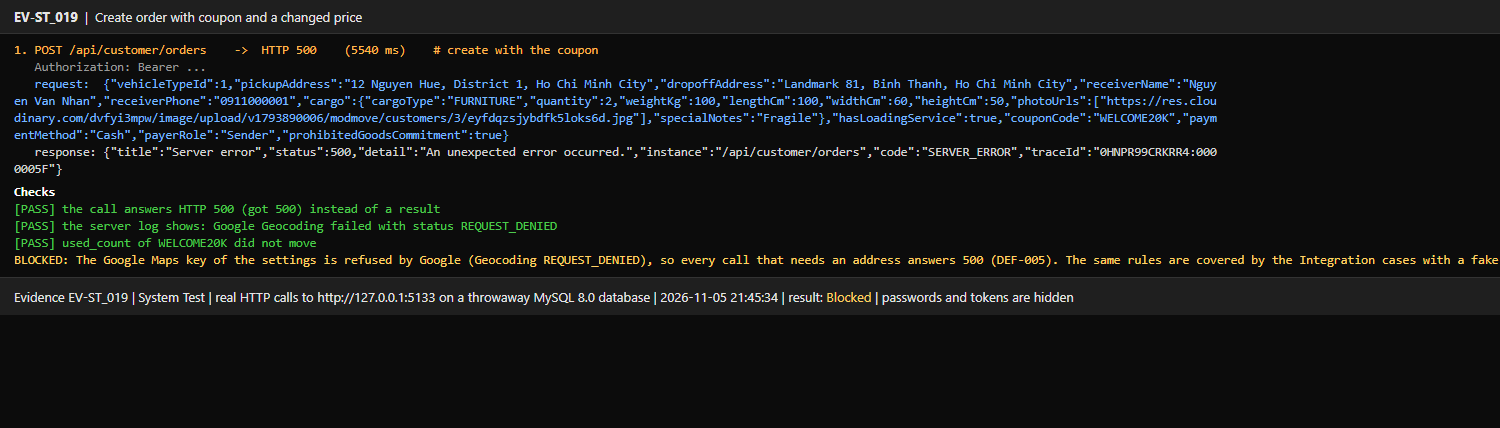 EV-ST_019 | Create order with coupon and a changed price
1. POST /api/customer/orders -> HTTP 500 (5540 ms) # create with the coupon
Authorization: Bearer ...
request: {"vehicleTypeId":1,"pickupAddress":"12 Nguyen Hue, District 1, Ho Chi Minh City","dropoffAddress":"Landmark 81, Binh Thanh, Ho Chi Minh City","receiverName":"Nguy
en Van Nhan","receiverPhone":"0911000001","cargo":{"cargoType":"FURNITURE","quantity":2,"weightKg":100,"lengthCm":100,"widthCm":60,"heightCm":50,"photoUrls":["https://res.clou
dinary.com/dvfyi3mpw/image/upload/v1793890006/modmove/customers/3/eyfdqzsjybdfk5loks6d.jpg"],"specialNotes":"Fragile"},"hasLoadingService":true,"couponCode":"WELCOME20K","paym
entMethod":"Cash","payerRole":"Sender","prohibitedGoodsCommitment":true}
response: {"title":"Server error","status":500,"detail":"An unexpected error occurred.","instance":"/api/customer/orders","code":"SERVER_ERROR","traceId":"0HNPR99CRKRR4:000
0005F"}
Checks
[PASS] the call answers HTTP 500 (got 500) instead of a result
[PASS] the server log shows: Google Geocoding failed with status REQUEST_DENIED
[PASS] used_count of WELCOME20K did not move
BLOCKED: The Google Maps key of the settings is refused by Google (Geocoding REQUEST_DENIED), so every call that needs an address answers 500 (DEF-005). The same rules are covered by the Integration cases with a fake
Evidence EV-ST_019 | System Test | real HTTP calls to http://127.0.0.1:5133 on a throwaway MySQL 8.0 database | 2026-11-05 21:45:34 | result: Blocked | passwords and tokens are hidden